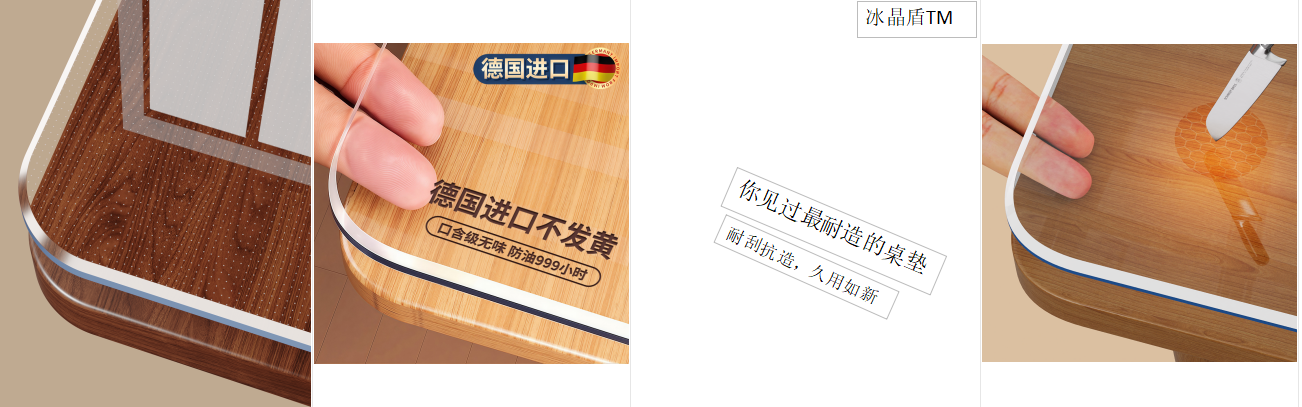 德国进口
德国进口不发黄
口含级无味 防油999小时
冰晶盾TM
你见过最耐造的桌垫
耐刮抗造，久用如新